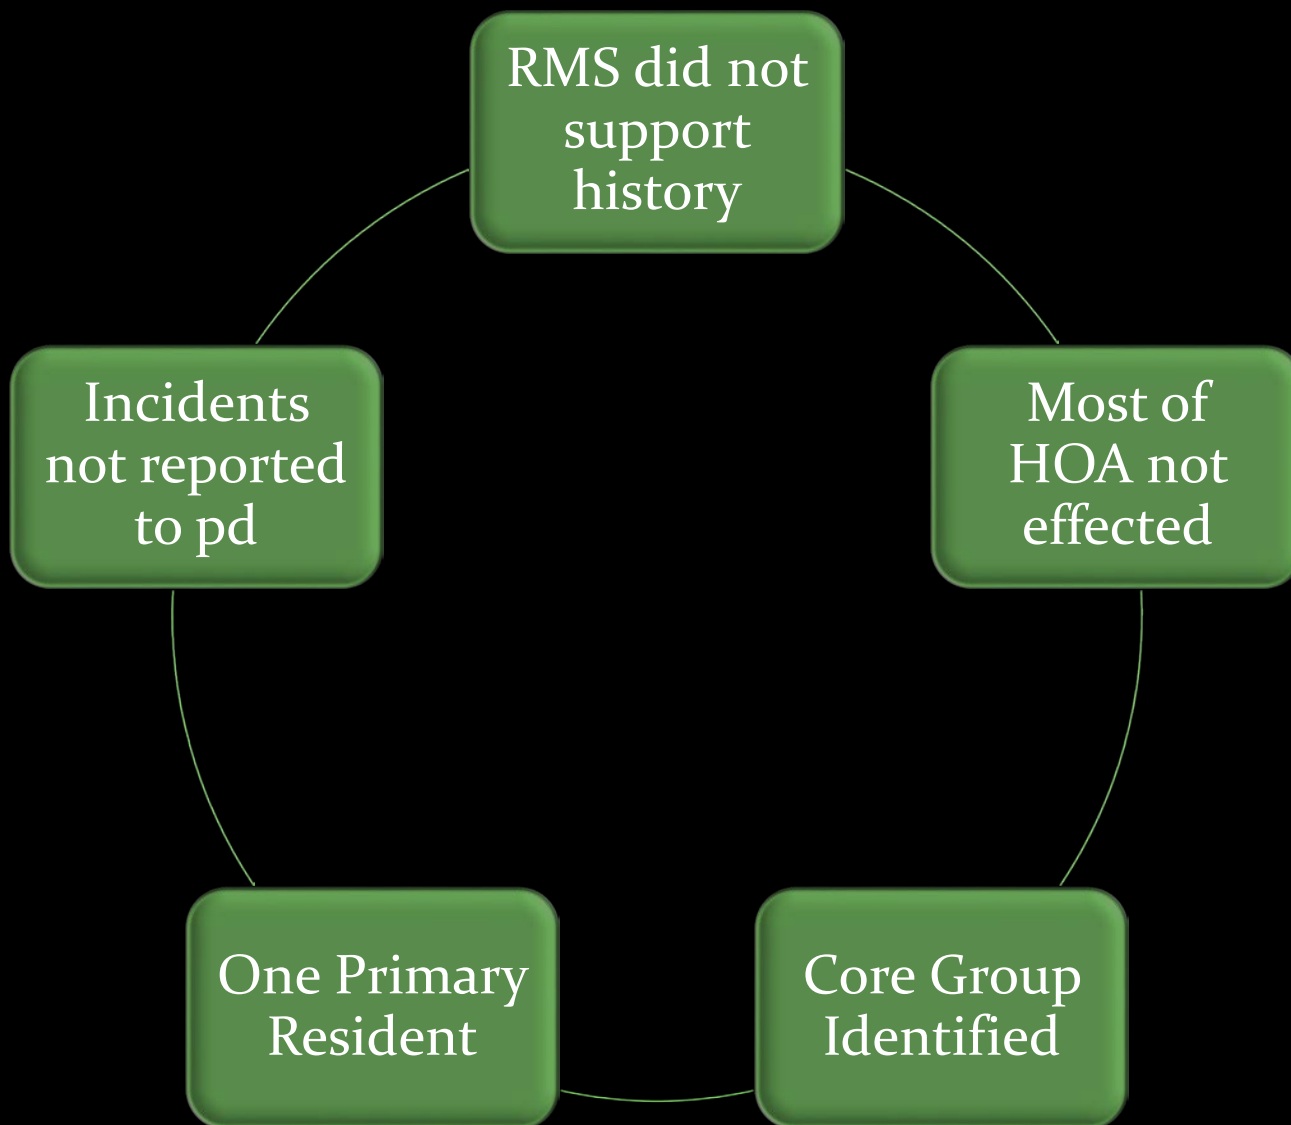 RMS did not
support
history
Most of
HOA not
effected
Core Group
Identified
One Primary
Resident
Incidents
not reported
to pd